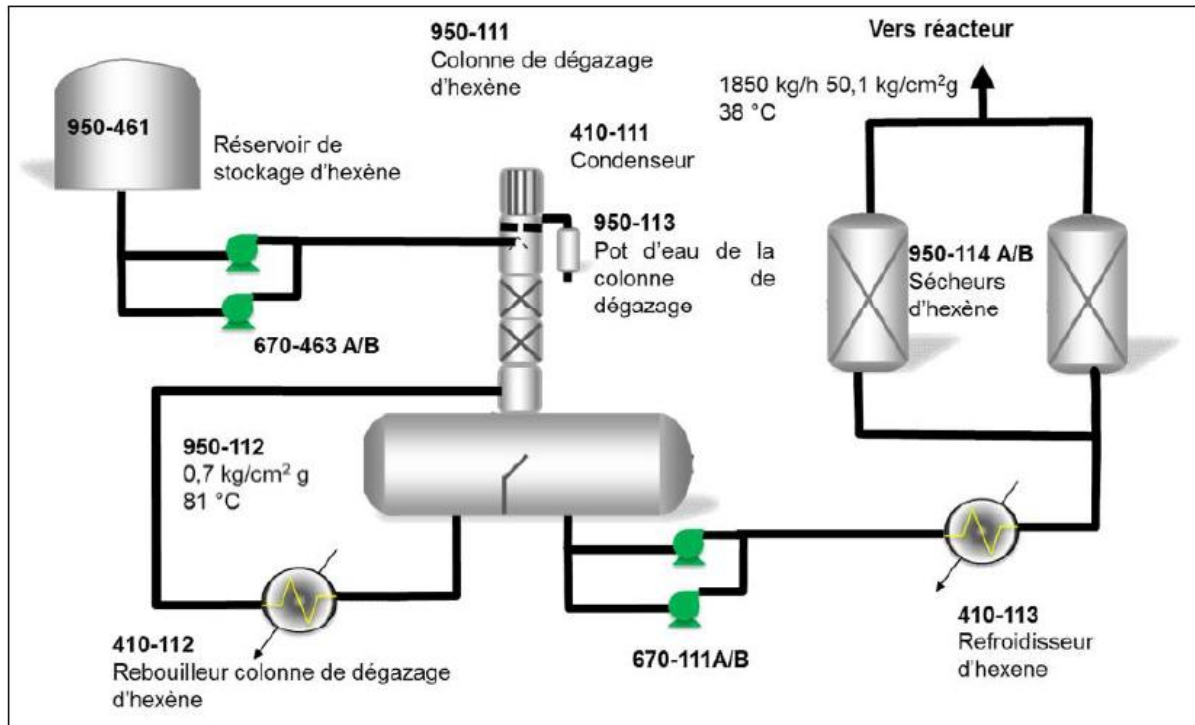 950-111
Colonne de dégazage
d'hexène
Vers réacteur
1850 kg/h 50,1 kg/cm²g
38 °C
950-461
Réservoir de
stockage d'hexène
410-111
Condenseur
950-113
Pot d'eau de la
colonne de
dégazage
950-114 A/B
Sécheurs
d'hexène
670-463 A/B
950-112
0,7 kg/cm² g
81 °C
410-112
Rebouilleur colonne de dégazage
d'hexène
670-111A/B
410-113
Refroidisseur
d'hexene